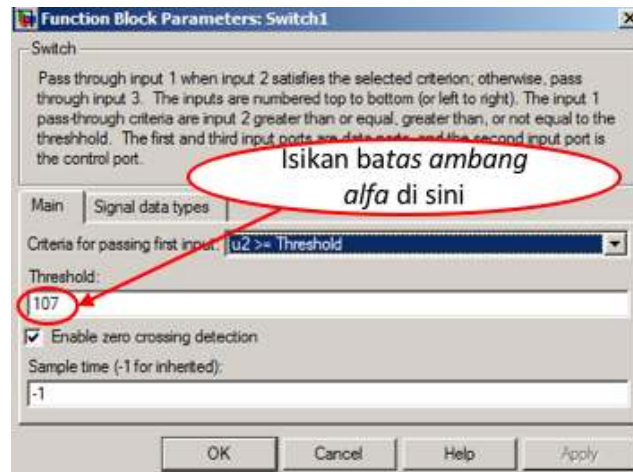 Function Block Parameters: Switch1
Switch
Pass through input 1 when input 2 satisfies the selected criterion; otherwise, pass
through input 3. The inputs are numbered top to bottom (or left to right). The input 1
pass-through criteria are input 2 greater than or equal, greater than, or not equal to the
threshhold. The first and third input ports are data ports, and the second input port is
the control port.
Isikan batas ambang
alfa di sini
Main
Signal data types
Criteria for passing first input: u2 >= Threshold
Threshold:
107
Enable zero crossing detection
Sample time (-1 for inherited):
-1
OK
Cancel
Help
Apply